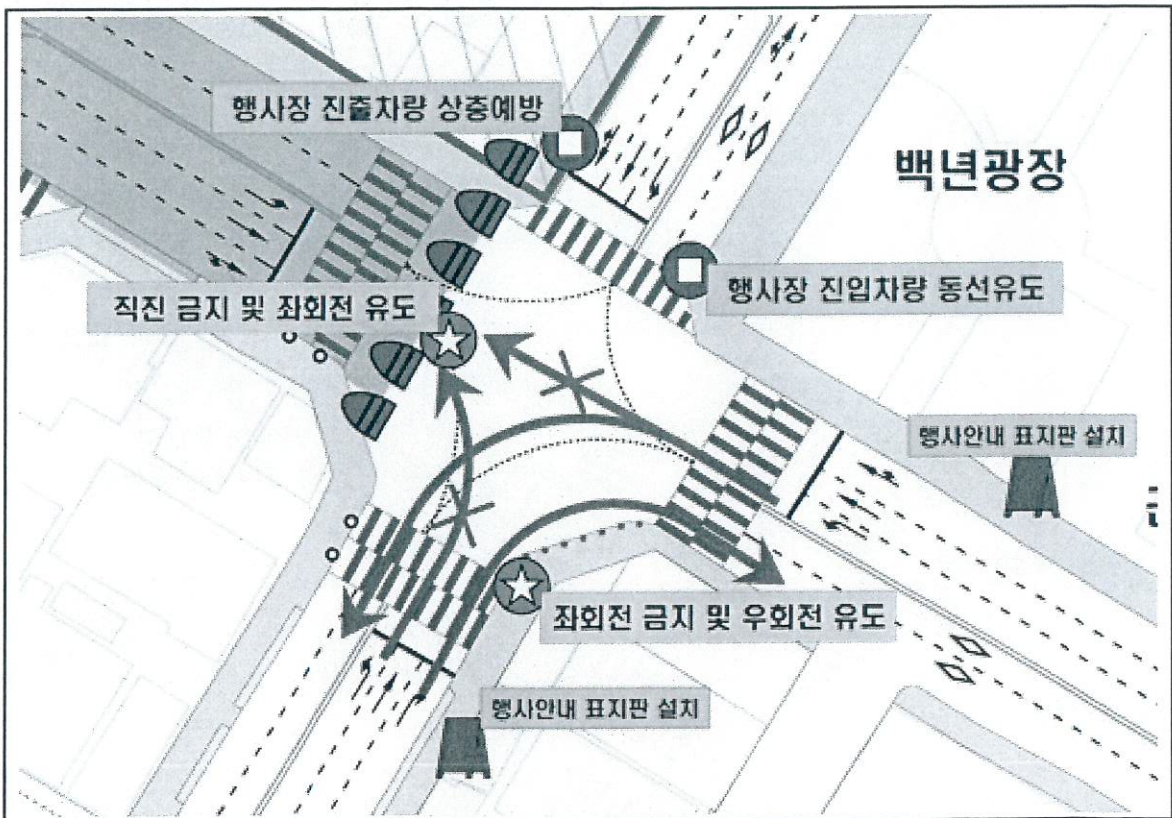 행사장 진출차량 상충예방
백년광장
행사장 진입차량 동선유도
직진 금지 및 좌회전 유도
행사안내 표지판 설치
좌회전 금지 및 우회전 유도
행사안내 표지판 설치